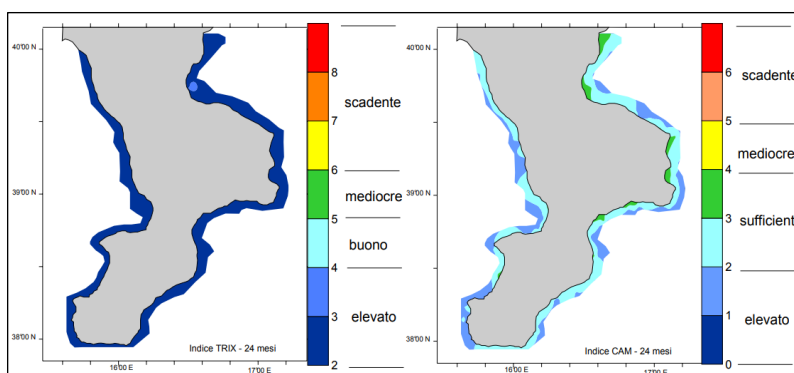 40°00' N
39°00 N
38°00' N
16°00 E
17°00 E
Indice TRIX - 24 mesi
8
7
6
5
4
3
2
scadente
mediocre
buono
elevato
40°00' N
39°00 N
38°00' N
16°00 E
17°00 E
Indice CAM - 24 mesi
6
5
4
3
2
1
0
scadente
mediocre
sufficient
elevato